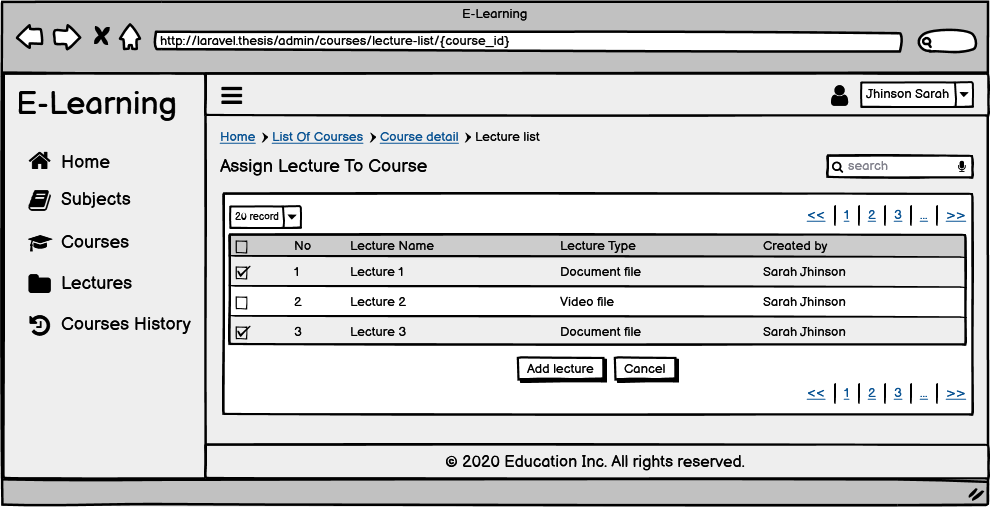 E-Learning
http://laravel.thesis/admin/courses/lecture-list/{course_id}
E-Learning
Jhinson Sarah
Home
Subjects
Courses
Lectures
Courses History
Home List Of Courses Course detail Lecture list
Assign Lecture To Course
search
20 record
<< 1 2 3 ... >>
No Lecture Name Lecture Type Created by
1 Lecture 1 Document file Sarah Jhinson
2 Lecture 2 Video file Sarah Jhinson
3 Lecture 3 Document file Sarah Jhinson
Add lecture Cancel
<< 1 2 3 ... >>
© 2020 Education Inc. All rights reserved.